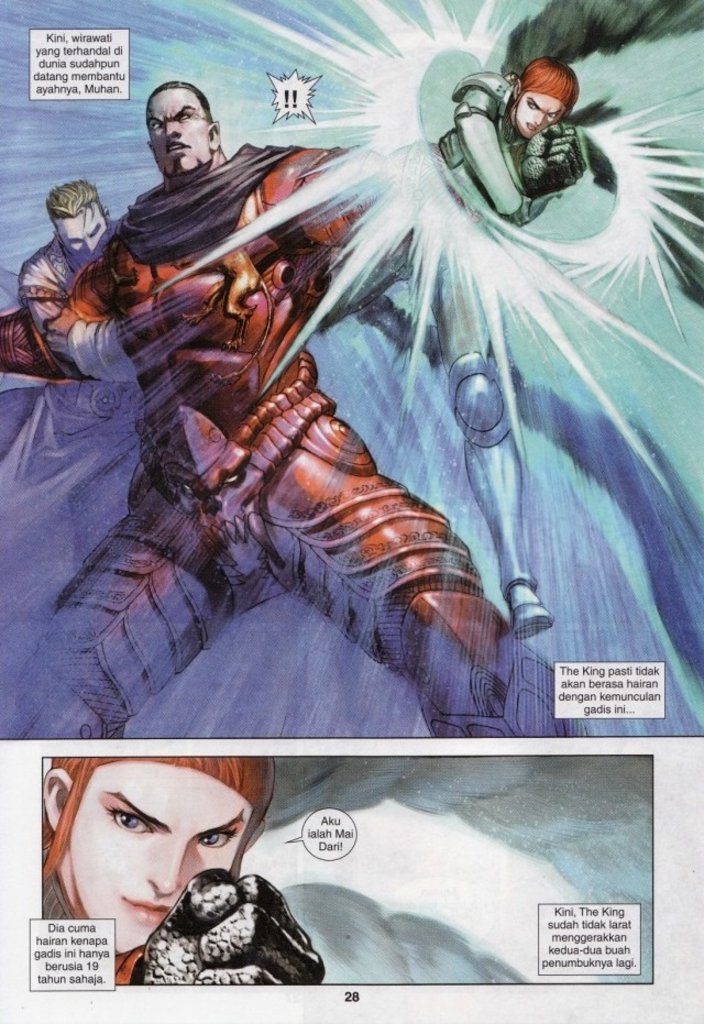 Kini, wirawati
yang terhandal di
dunia sudahpun
datang membantu
ayahnya, Muhan.
!!
The King pasti tidak
akan berasa hairan
dengan kemunculan
gadis ini...
Aku
ialah Mai
Dari!
Dia cuma
hairan kenapa
gadis ini hanya
berusia 19
tahun sahaja.
Kini, The King
sudah tidak larat
menggerakkan
kedua-dua buah
penumbuknya lagi.
28